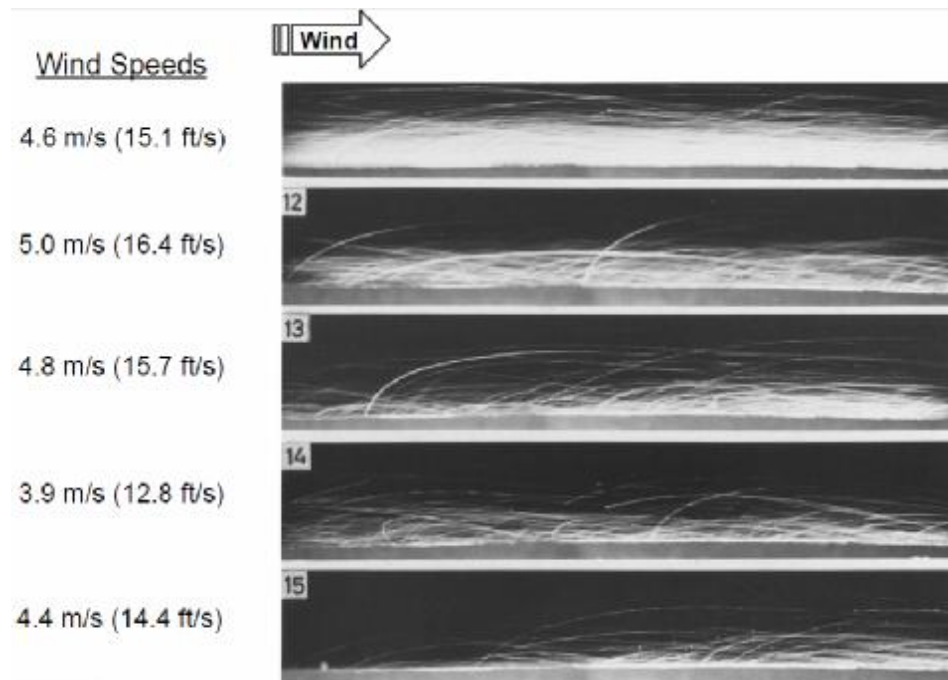 Wind
Wind Speeds
4.6 m/s (15.1 ft/s)
12
5.0 m/s (16.4 ft/s)
13
4.8 m/s (15.7 ft/s)
14
3.9 m/s (12.8 ft/s)
15
4.4 m/s (14.4 ft/s)